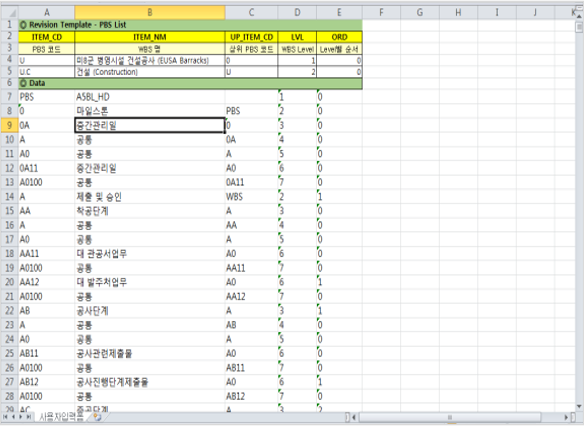 A B C D E F G H I J K
1 Revision Template - PBS List
2 ITEM_CD ITEM_NM UP_ITEM_CD LVL ORD
3 PBS 코드 WBS 명 상위 PBS 코드 WBS Level Level별 순서
4 U 미8군 병영시설 건설공사 (EUSA Barracks) 0 1 0
5 U.C 건설 (Construction) U 2 0
6 Data
7 PBS A5BL_HD 1 0
8 0 마일스톤 PBS 2 0
9 0A 중간관리일 0 3 0
10 A 공통 0A 4 0
11 A0 공통 A 5 0
12 0A11 중간관리일 A0 6 0
13 A0100 공통 0A11 7 0
14 A 제출 및 승인 WBS 2 1
15 AA 착공단계 A 3 0
16 A 공통 AA 4 0
17 A0 공통 A 5 0
18 AA11 대 관공서업무 A0 6 0
19 A0100 공통 AA11 7 0
20 AA12 대 발주처업무 A0 6 1
21 A0100 공통 AA12 7 0
22 AB 공사단계 A 3 1
23 A 공통 AB 4 0
24 A0 공통 A 5 0
25 AB11 공사관련제출물 A0 6 0
26 A0100 공통 AB11 7 0
27 AB12 공사진행단계제출물 A0 6 1
28 A0100 공통 AB12 7 0
29 AC 준공단계 A 3 2
사용자입력폼